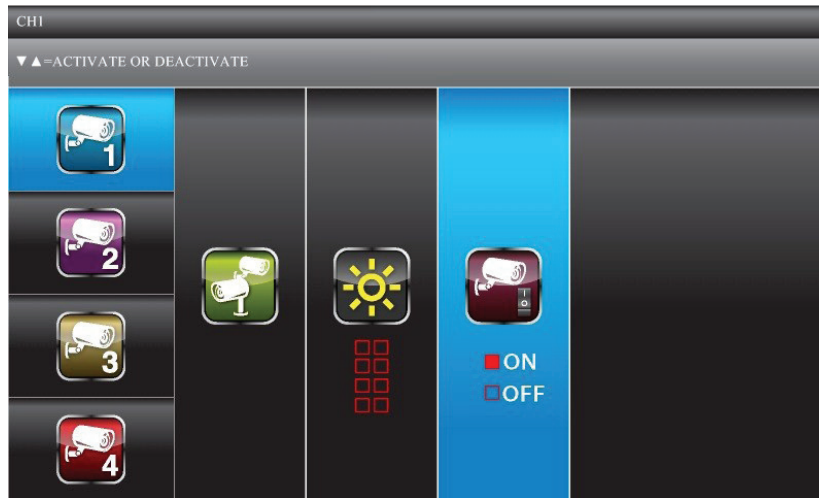 CH1
▼▲=ACTIVATE OR DEACTIVATE
1
2
3
4
ON
OFF